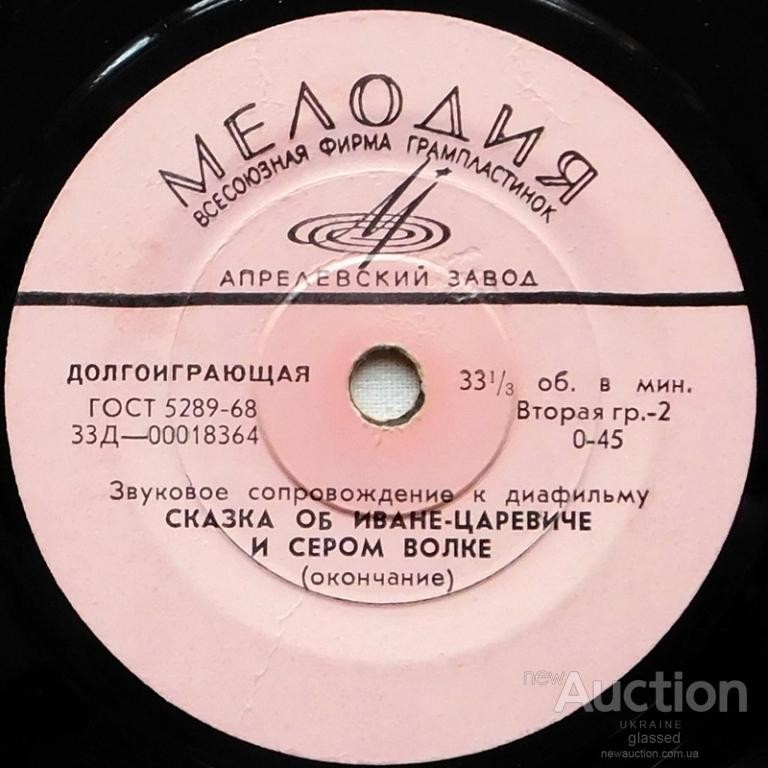 МЕЛОДИЯ
ВСЕСОЮЗНАЯ ФИРМА ГРАМПЛАСТИНОК
АПРЕЛЕВСКИЙ ЗАВОД
ДОЛГОИГРАЮЩАЯ
ГОСТ 5289-68
33Д—00018364
33⅓ об. в мин.
Вторая гр.-2
0-45
Звуковое сопровождение к диафильму
СКАЗКА ОБ ИВАНЕ-ЦАРЕВИЧЕ
И СЕРОМ ВОЛКЕ
(окончание)
newAuction
UKRAINE
glassed
newauction.com.ua